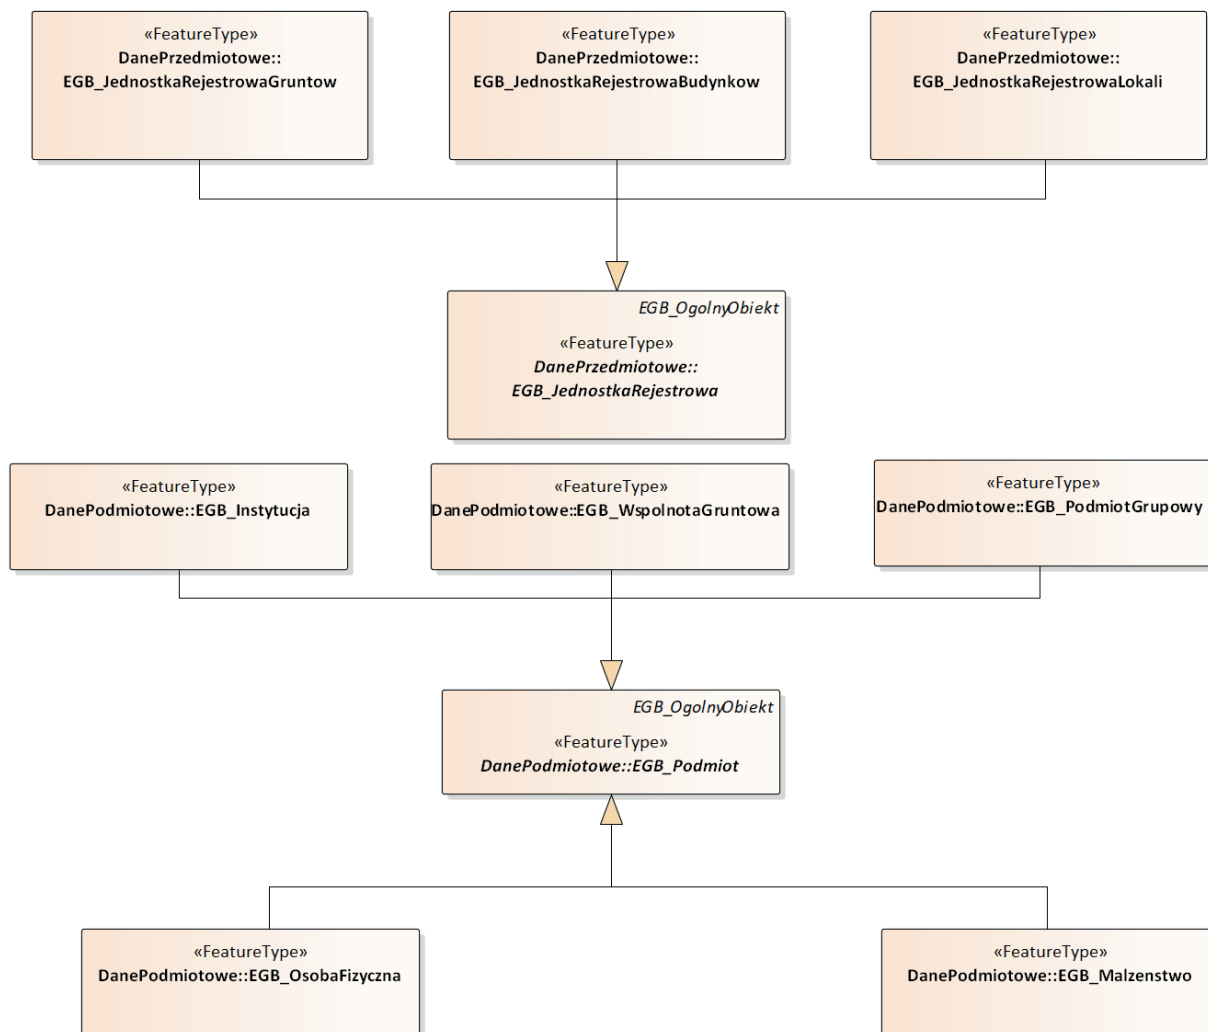 «FeatureType»
DanePrzedmiotowe::
EGB_JednostkaRejestrowaGruntow
«FeatureType»
DanePrzedmiotowe::
EGB_JednostkaRejestrowaBudynkow
«FeatureType»
DanePrzedmiotowe::
EGB_JednostkaRejestrowaLokali
EGB_OgolnyObiekt
«FeatureType»
DanePrzedmiotowe::
EGB_JednostkaRejestrowa
«FeatureType»
DanePodmiotowe::EGB_Instytucja
«FeatureType»
DanePodmiotowe::EGB_WspolnotaGruntowa
«FeatureType»
DanePodmiotowe::EGB_PodmiotGrupowy
EGB_OgolnyObiekt
«FeatureType»
DanePodmiotowe::EGB_Podmiot
«FeatureType»
DanePodmiotowe::EGB_OsobaFizyczna
«FeatureType»
DanePodmiotowe::EGB_Malzenstwo